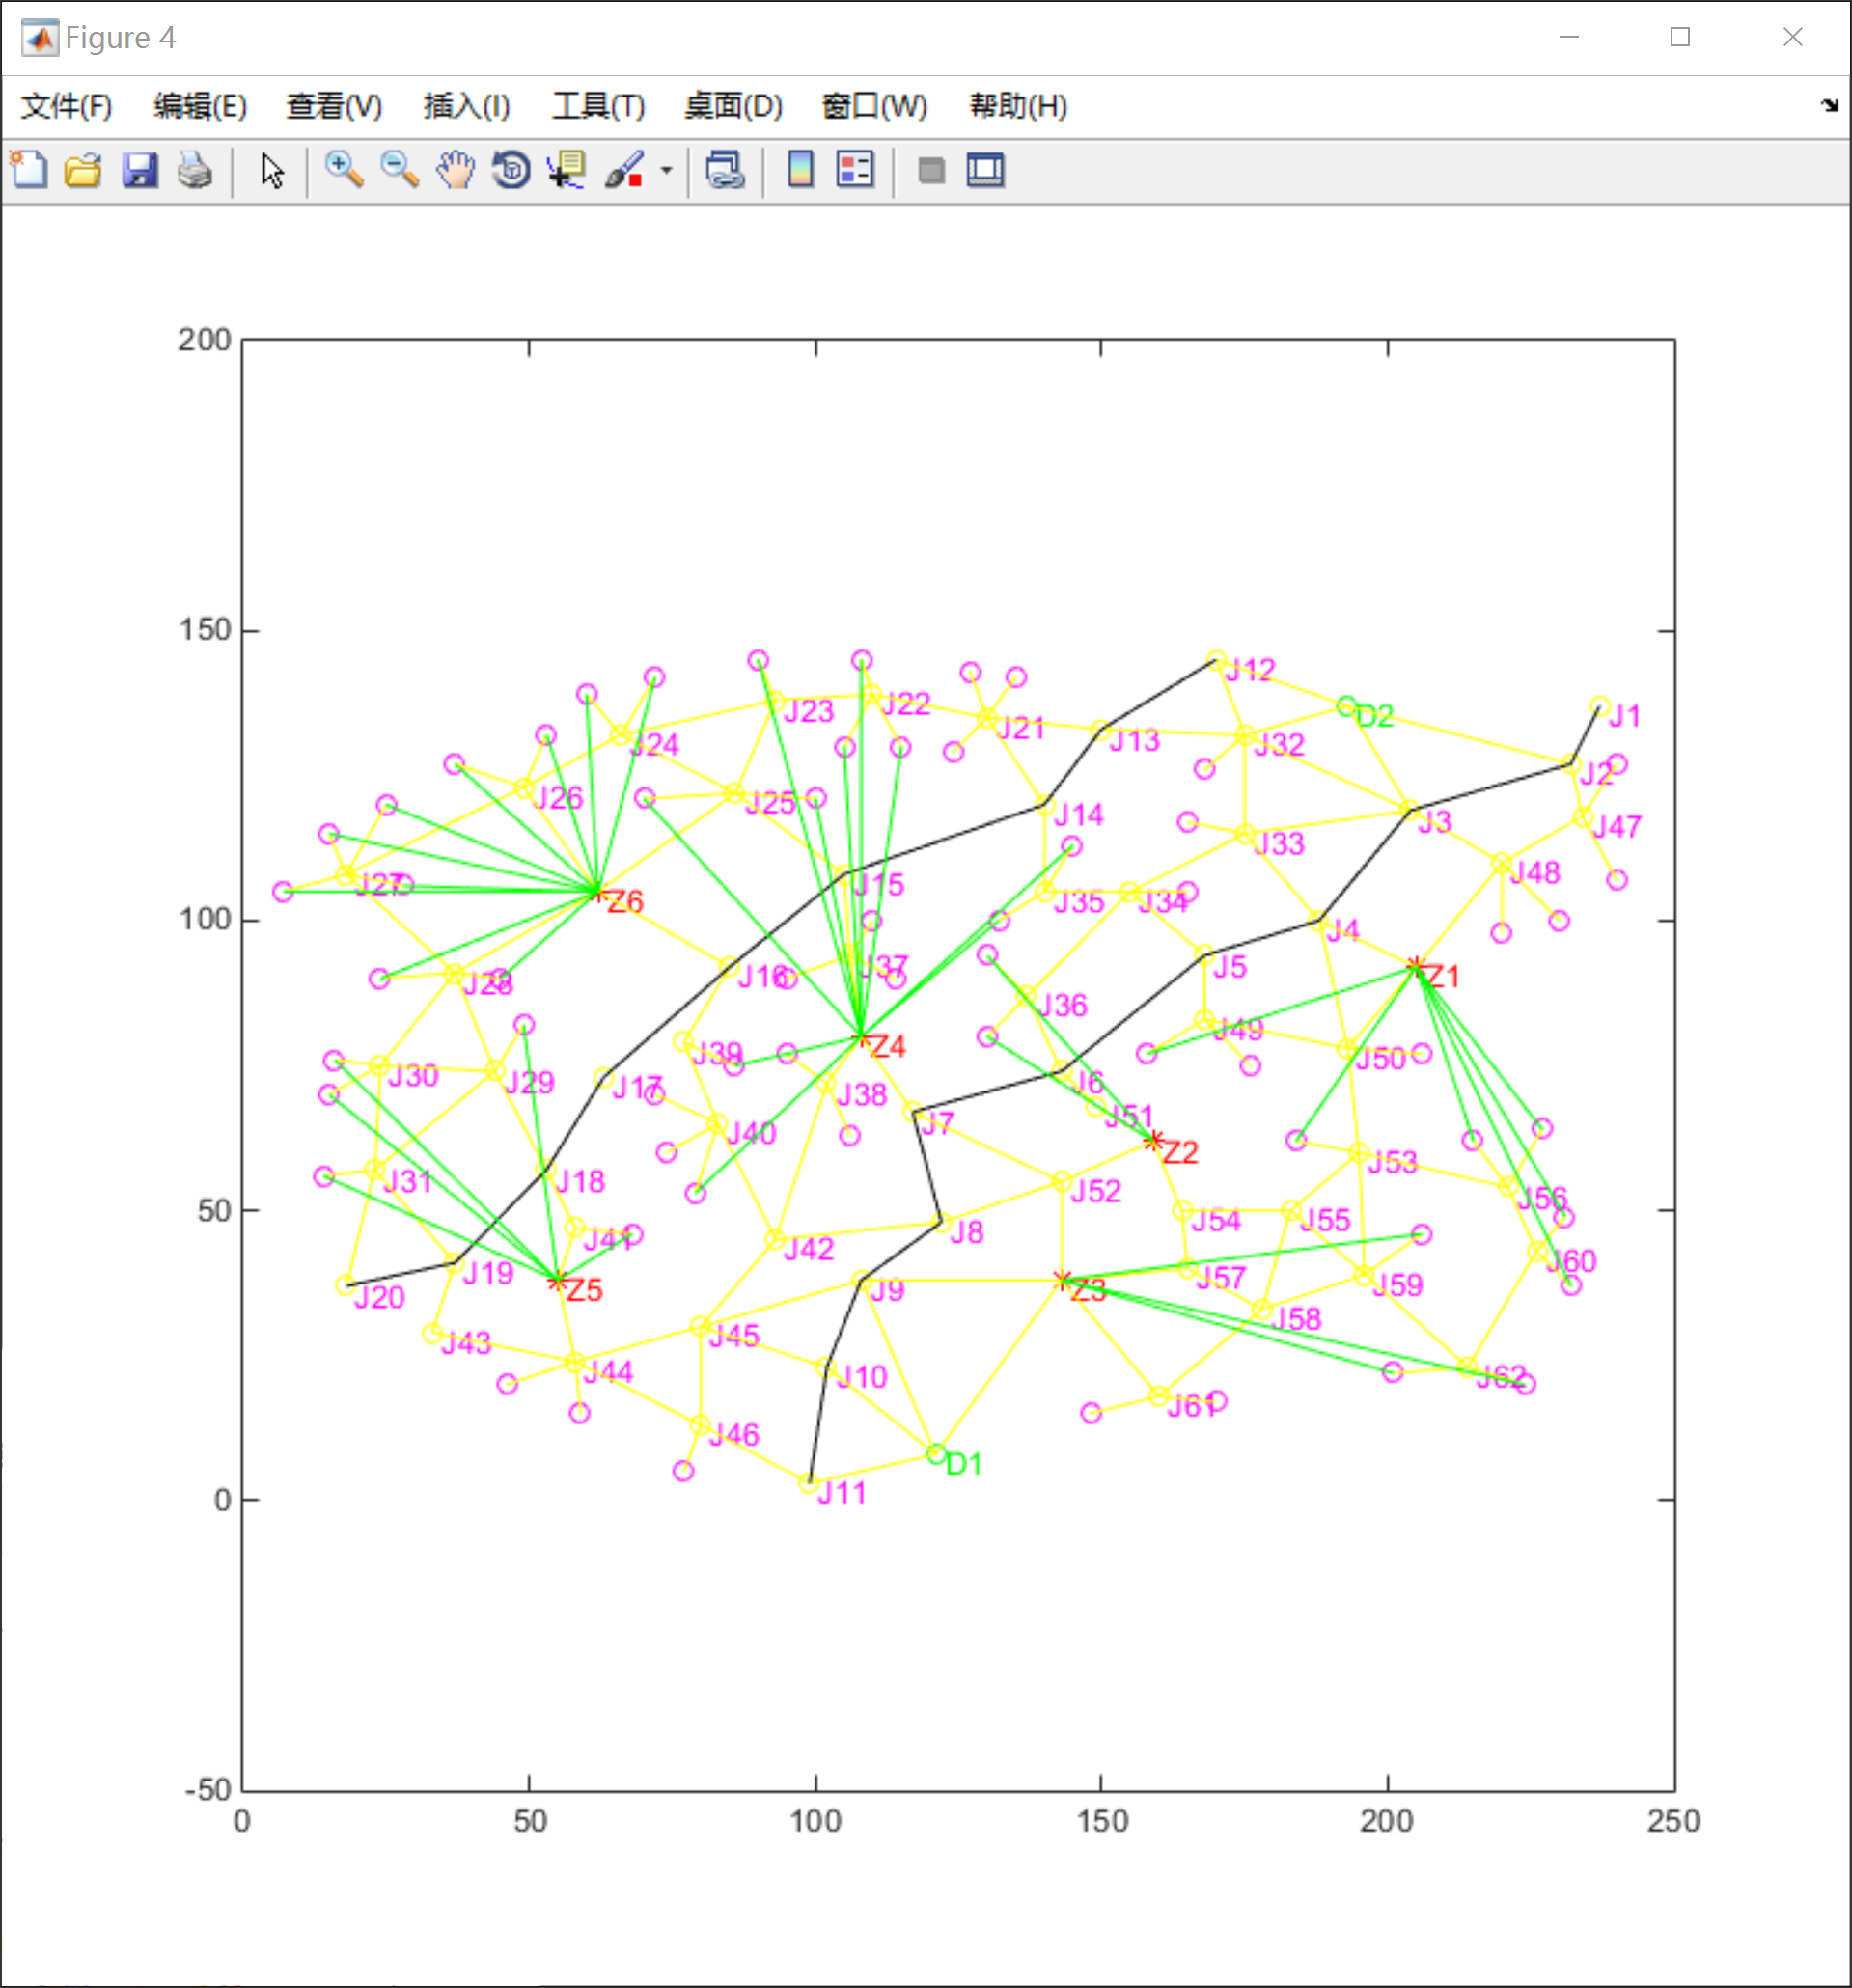 Figure 4
文件(F) 编辑(E) 查看(V) 插入(I) 工具(T) 桌面(D) 窗口(W) 帮助(H)
200
150
100
50
0
-50
0 50 100 150 200 250
J12
J23 J22 D2 J1
J21 J13 J32
J24
J2
J26 J25
J14 J3 J47
J33
J48
J27 J15
Z6 J35 J34
J4
J16 J37 J5 Z1
J28
J36
J49
J39 Z4
J30 J29 J17 J38 J6 J50
J40 J7 J51
Z2 J53
J31 J18 J52 J56
J41 J42 J8 J54 J55
J19 J60
J20 Z5 J9 Z3 J57 J59
J43 J45 J58
J44 J10 J62
J46 J61
D1
J11